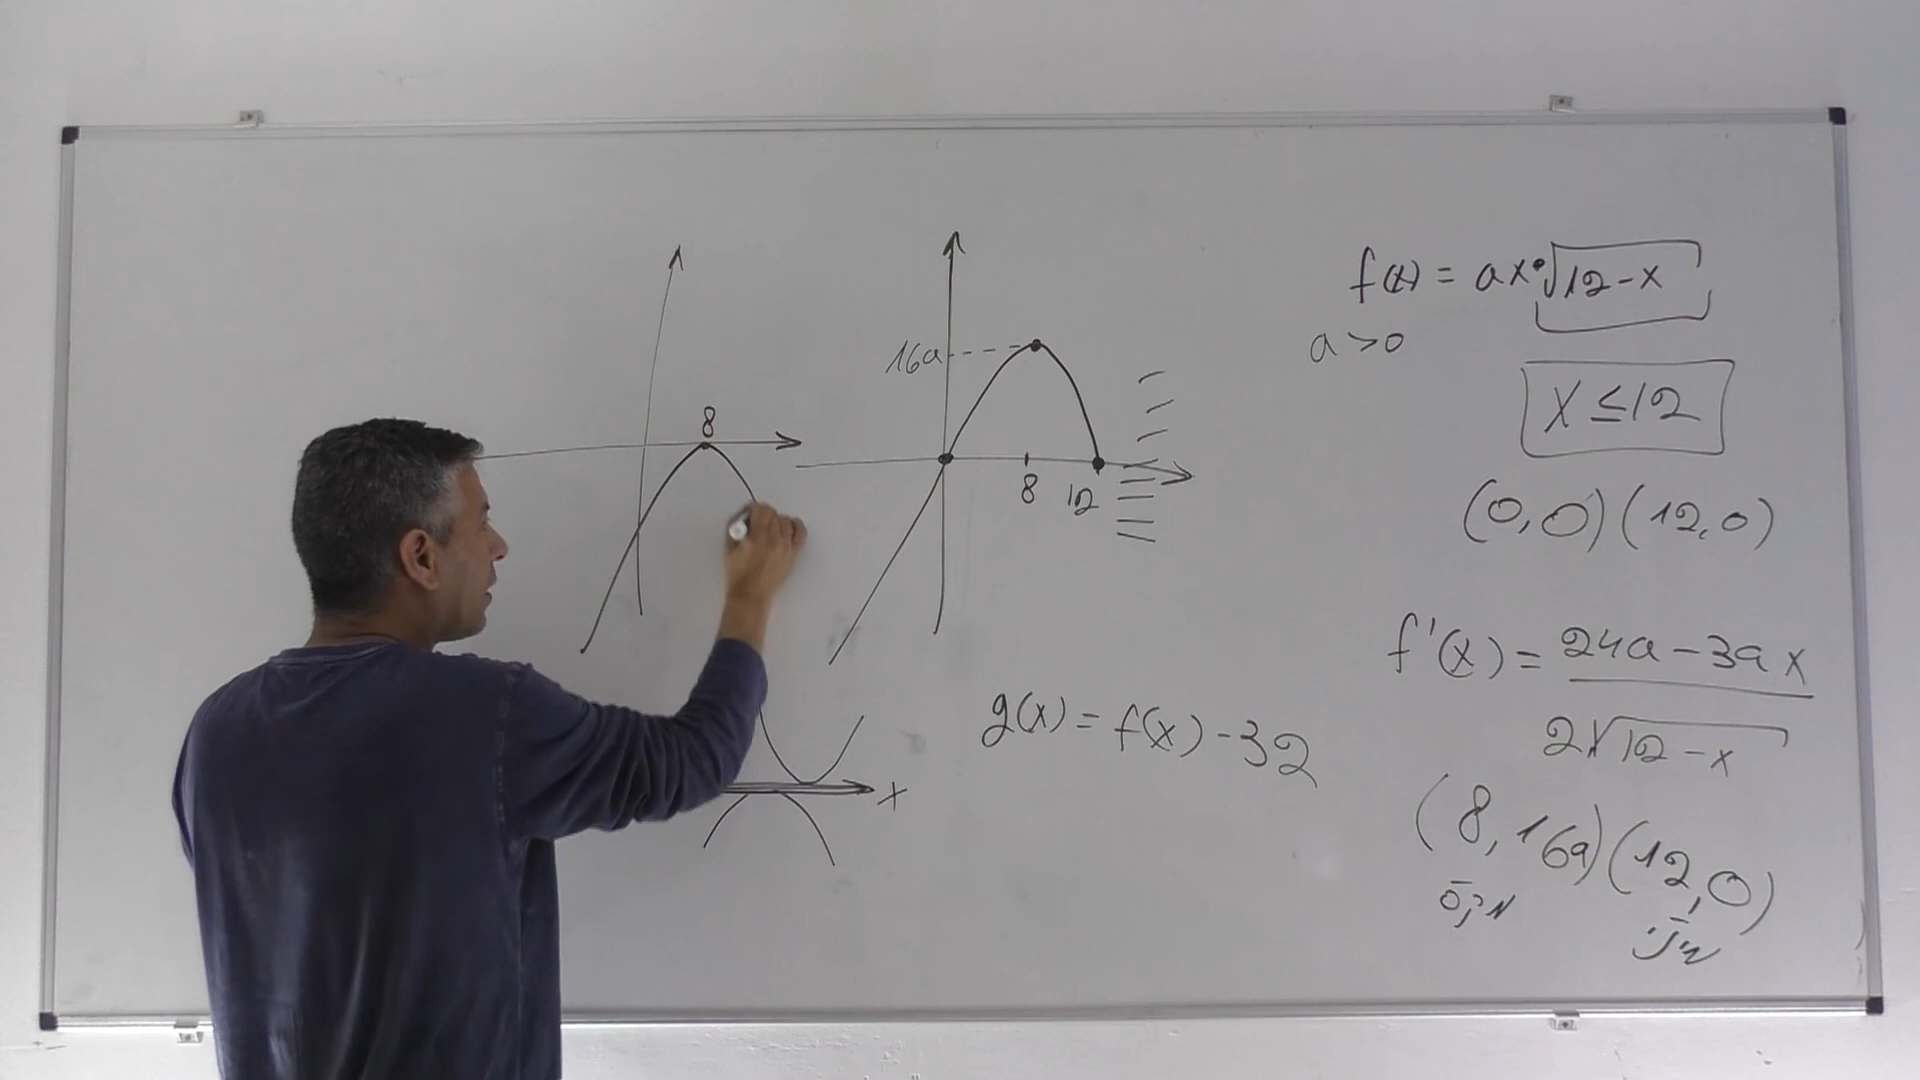 f(x) = ax·√12-x
a>0
x ≤ 12
(0,0) (12,0)
f'(x) = 24a - 3ax
2√12-x
(8,16a) (12,0)
16a
8 12
8
x
g(x) = f(x) - 32